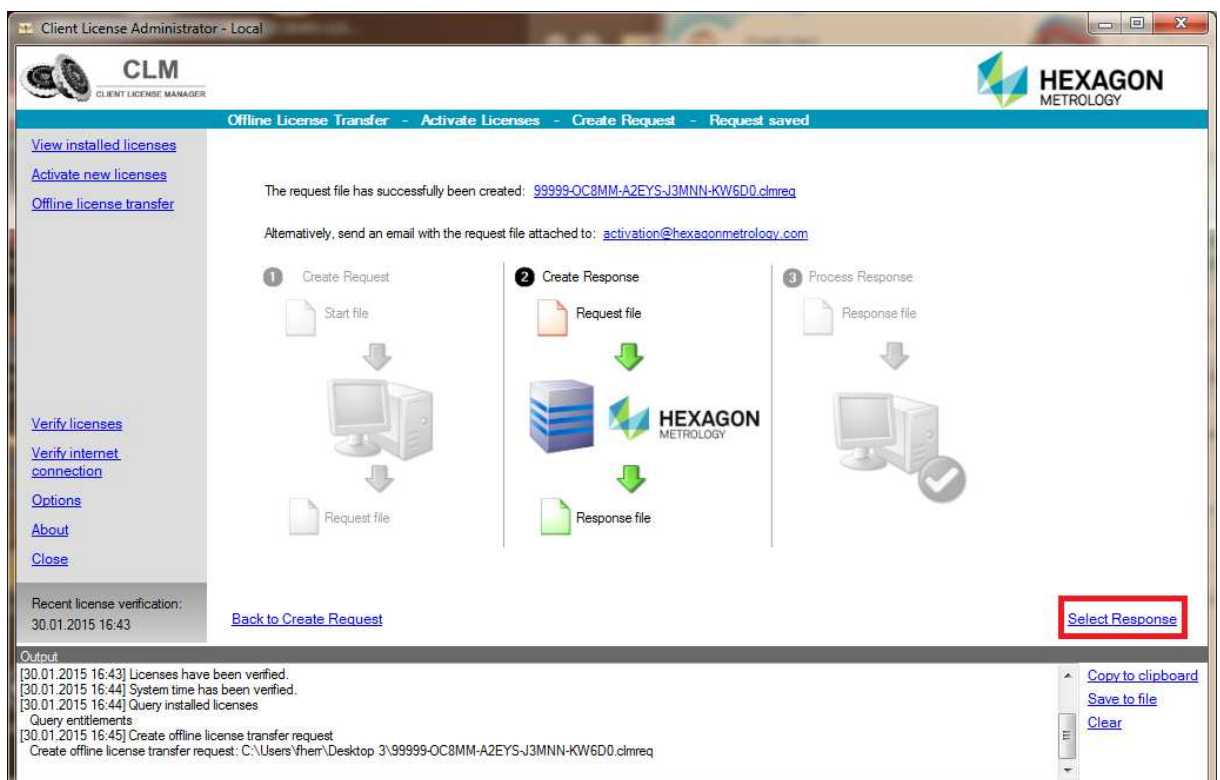 Client License Administrator - Local
CLM
CLIENT LICENSE MANAGER
HEXAGON
METROLOGY
Offline License Transfer - Activate Licenses - Create Request - Request saved
View installed licenses
Activate new licenses
Offline license transfer
Verify licenses
Verify internet
connection
Options
About
Close
Recent license verification:
30.01.2015 16:43
The request file has successfully been created: 99999-OC8MM-A2EYS-J3MNN-KW6D0.clmreq
Alternatively, send an email with the request file attached to: activation@hexagonmetrology.com
1 Create Request
Start file
Request file
2 Create Response
Request file
HEXAGON
METROLOGY
Response file
3 Process Response
Response file
Back to Create Request
Select Response
Output
[30.01.2015 16:43] Licenses have been verified.
[30.01.2015 16:44] System time has been verified.
[30.01.2015 16:44] Query installed licenses
Query entitlements
[30.01.2015 16:45] Create offline license transfer request
Create offline license transfer request: C:\Users\fherr\Desktop 3\99999-OC8MM-A2EYS-J3MNN-KW6D0.clmreq
Copy to clipboard
Save to file
Clear